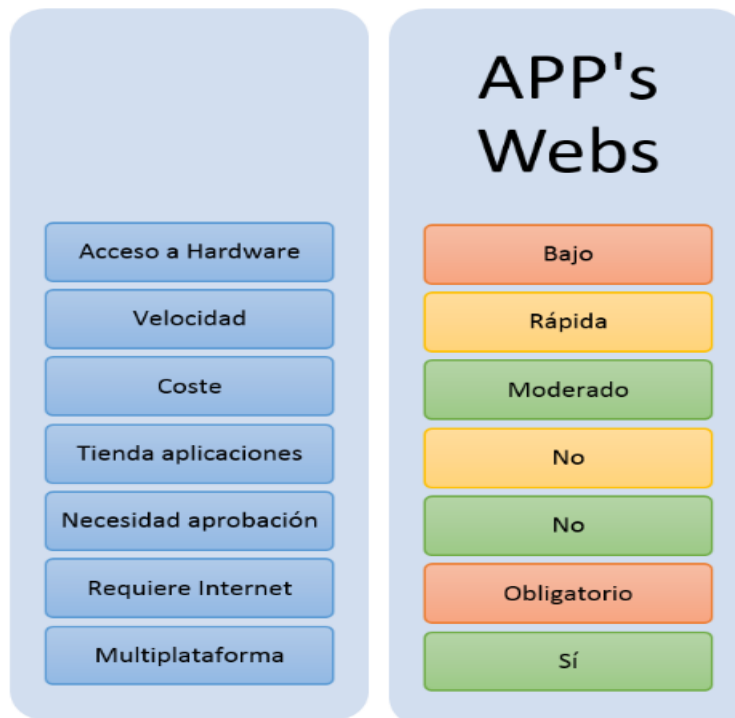 APP's
Webs
Acceso a Hardware
Bajo
Velocidad
Rápida
Coste
Moderado
Tienda aplicaciones
No
Necesidad aprobación
No
Requiere Internet
Obligatorio
Multiplataforma
Sí